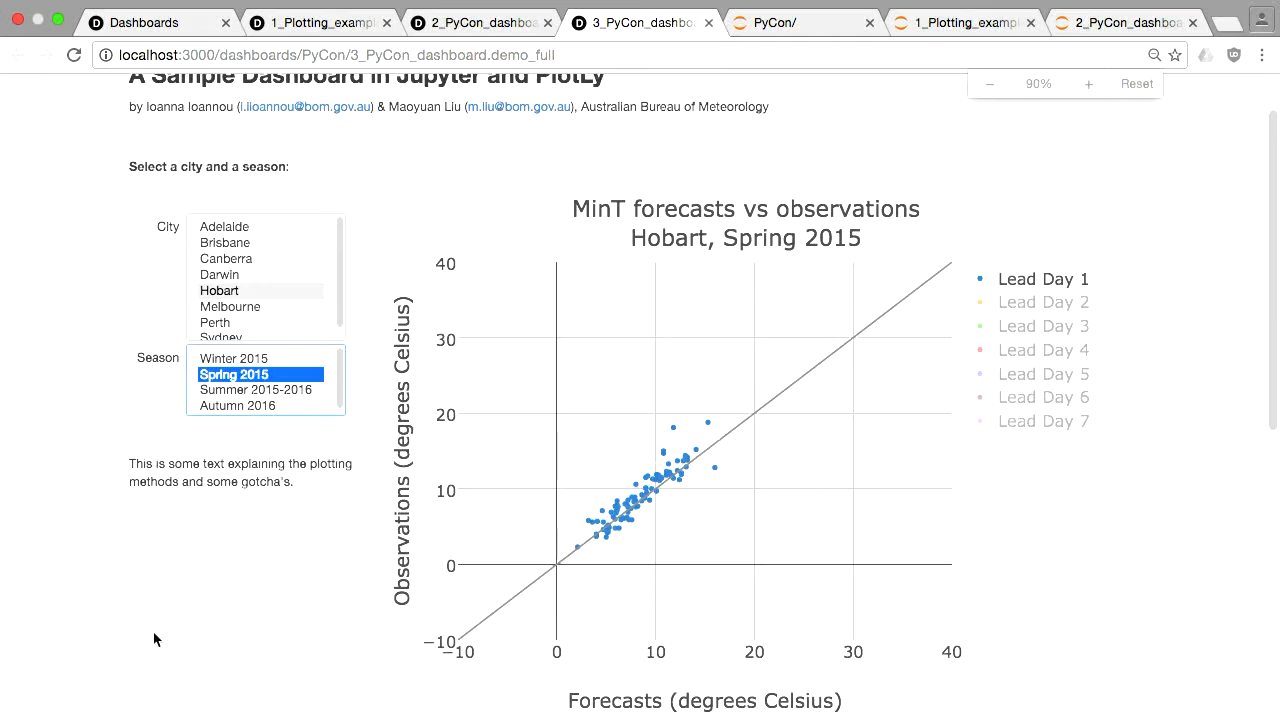 Dashboards
1_Plotting_exampl
2_PyCon_dashboa
3_PyCon_dashboa
PyCon/
1_Plotting_exampl
2_PyCon_dashboa
localhost:3000/dashboards/PyCon/3_PyCon_dashboard.demo_full
− 90% + Reset
A Sample Dashboard in Jupyter and PlotLy
by Ioanna Ioannou (i.iioannou@bom.gov.au) & Maoyuan Liu (m.liu@bom.gov.au), Australian Bureau of Meteorology
Select a city and a season:
City
Adelaide
Brisbane
Canberra
Darwin
Hobart
Melbourne
Perth
Sydney
Season
Winter 2015
Spring 2015
Summer 2015-2016
Autumn 2016
This is some text explaining the plotting
methods and some gotcha's.
MinT forecasts vs observations
Hobart, Spring 2015
Observations (degrees Celsius)
40
30
20
10
0
−10
−10 0 10 20 30 40
Forecasts (degrees Celsius)
Lead Day 1
Lead Day 2
Lead Day 3
Lead Day 4
Lead Day 5
Lead Day 6
Lead Day 7